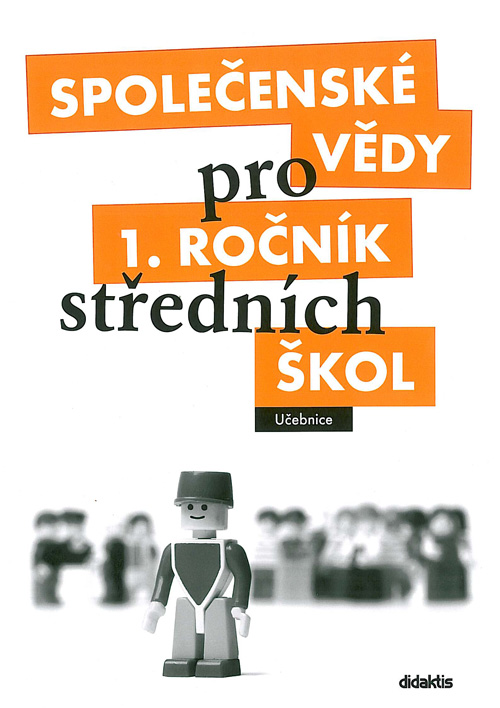 SPOLEČENSKÉ
VĚDY
pro
1. ROČNÍK
středních
ŠKOL
Učebnice
didaktis